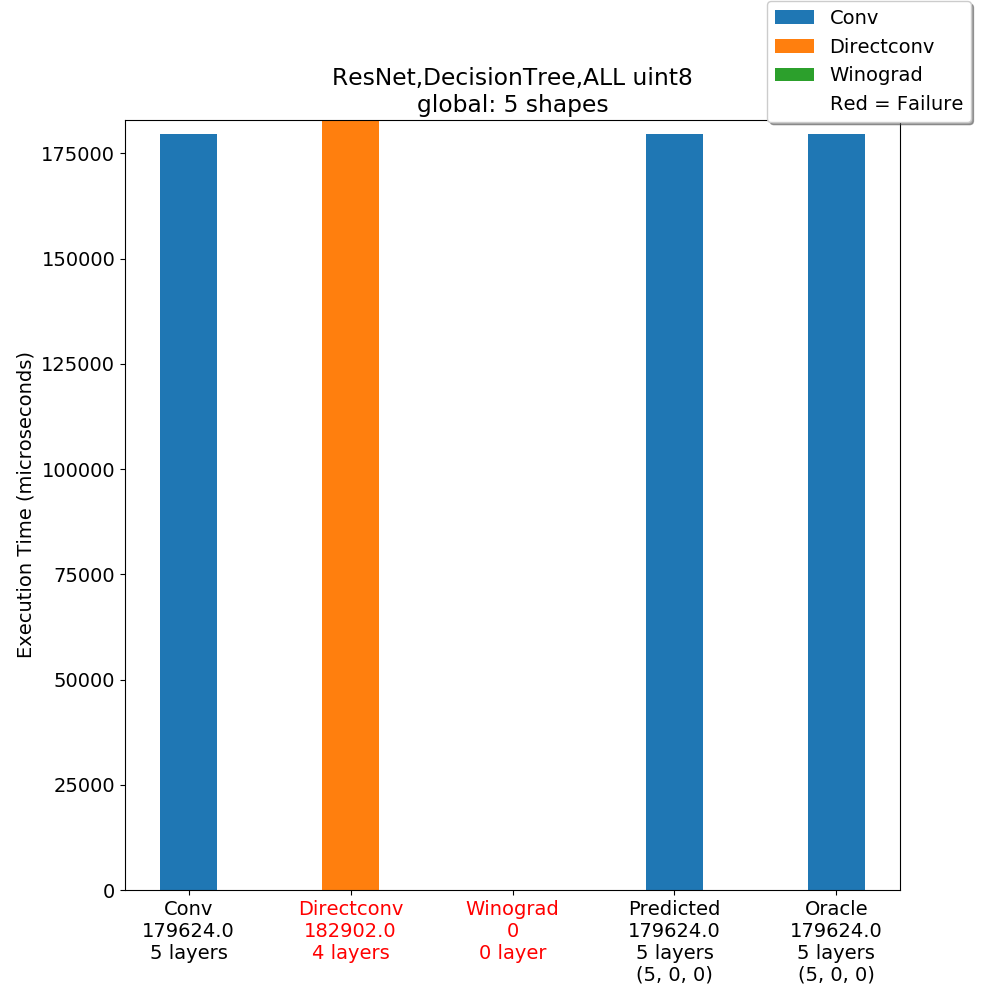 Conv
Directconv
Winograd
Red = Failure
ResNet,DecisionTree,ALL uint8
global: 5 shapes
Execution Time (microseconds)
175000
150000
125000
100000
75000
50000
25000
0
Conv
179624.0
5 layers
Directconv
182902.0
4 layers
Winograd
0
0 layer
Predicted
179624.0
5 layers
(5, 0, 0)
Oracle
179624.0
5 layers
(5, 0, 0)